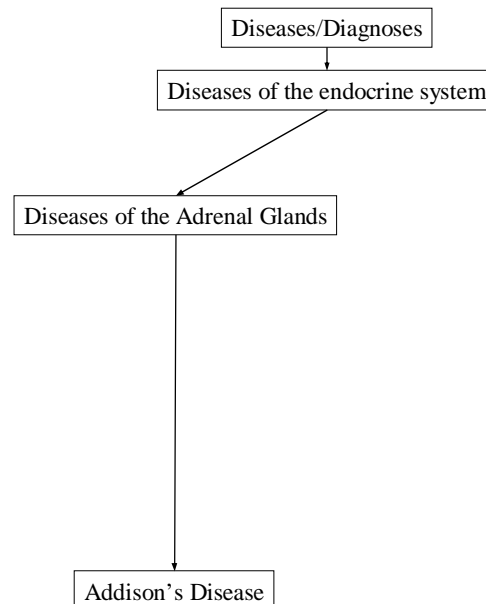 Diseases/Diagnoses
Diseases of the endocrine system
Diseases of the Adrenal Glands
Addison’s Disease